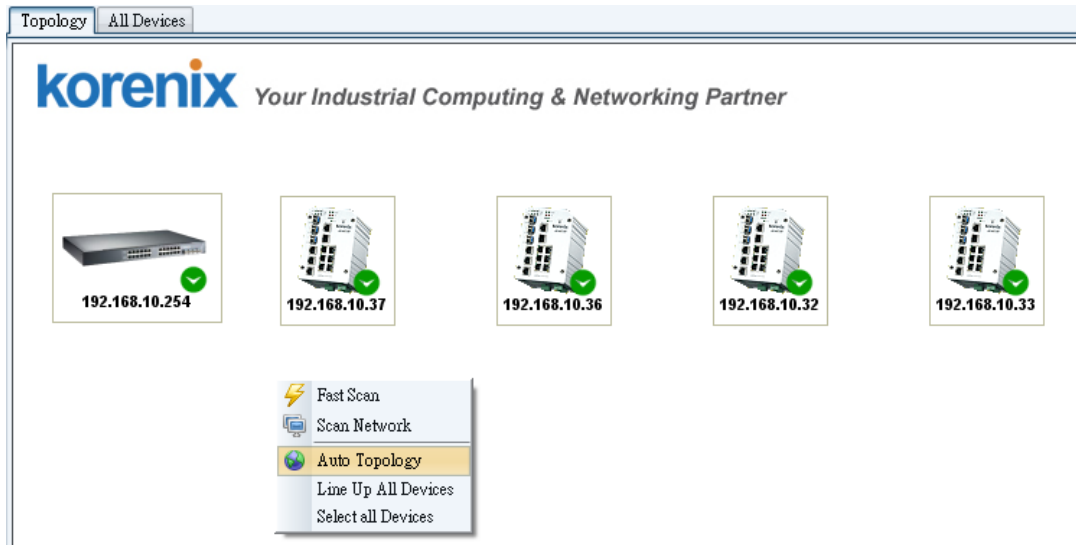 Topology All Devices
korenix Your Industrial Computing & Networking Partner
192.168.10.254 192.168.10.37 192.168.10.36 192.168.10.32 192.168.10.33
Fast Scan
Scan Network
Auto Topology
Line Up All Devices
Select all Devices